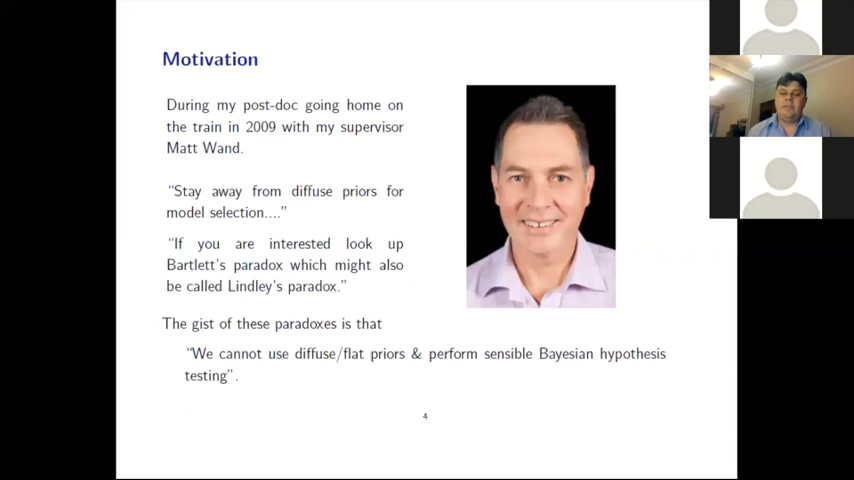 Motivation
During my post-doc going home on
the train in 2009 with my supervisor
Matt Wand.
“Stay away from diffuse priors for
model selection....”
“If you are interested look up
Bartlett’s paradox which might also
be called Lindley’s paradox.”
The gist of these paradoxes is that
“We cannot use diffuse/flat priors & perform sensible Bayesian hypothesis
testing”.
4